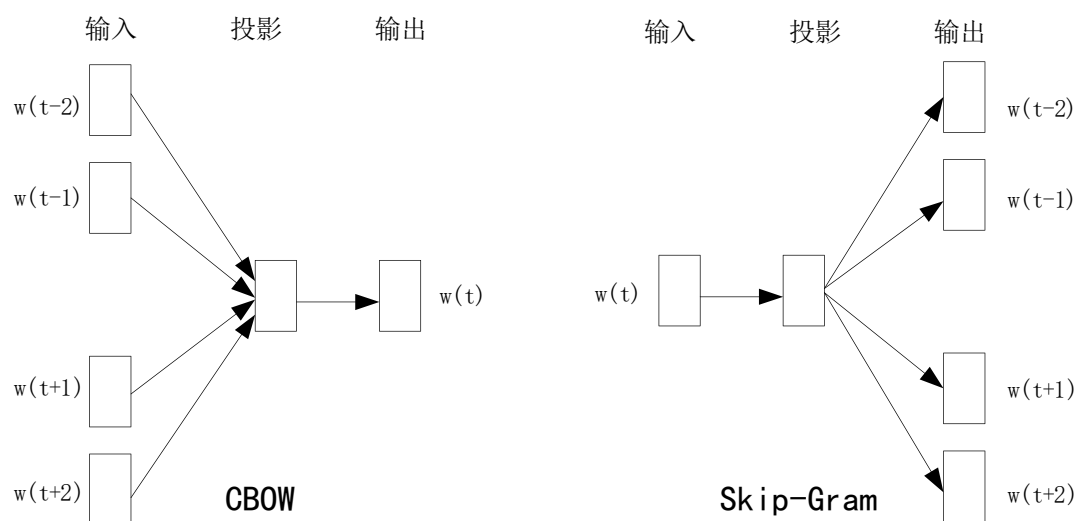 输入 投影 输出
w(t-2)
w(t-1)
w(t)
w(t+1)
w(t+2)
CBOW
输入 投影 输出
w(t-2)
w(t-1)
w(t)
w(t+1)
w(t+2)
Skip-Gram